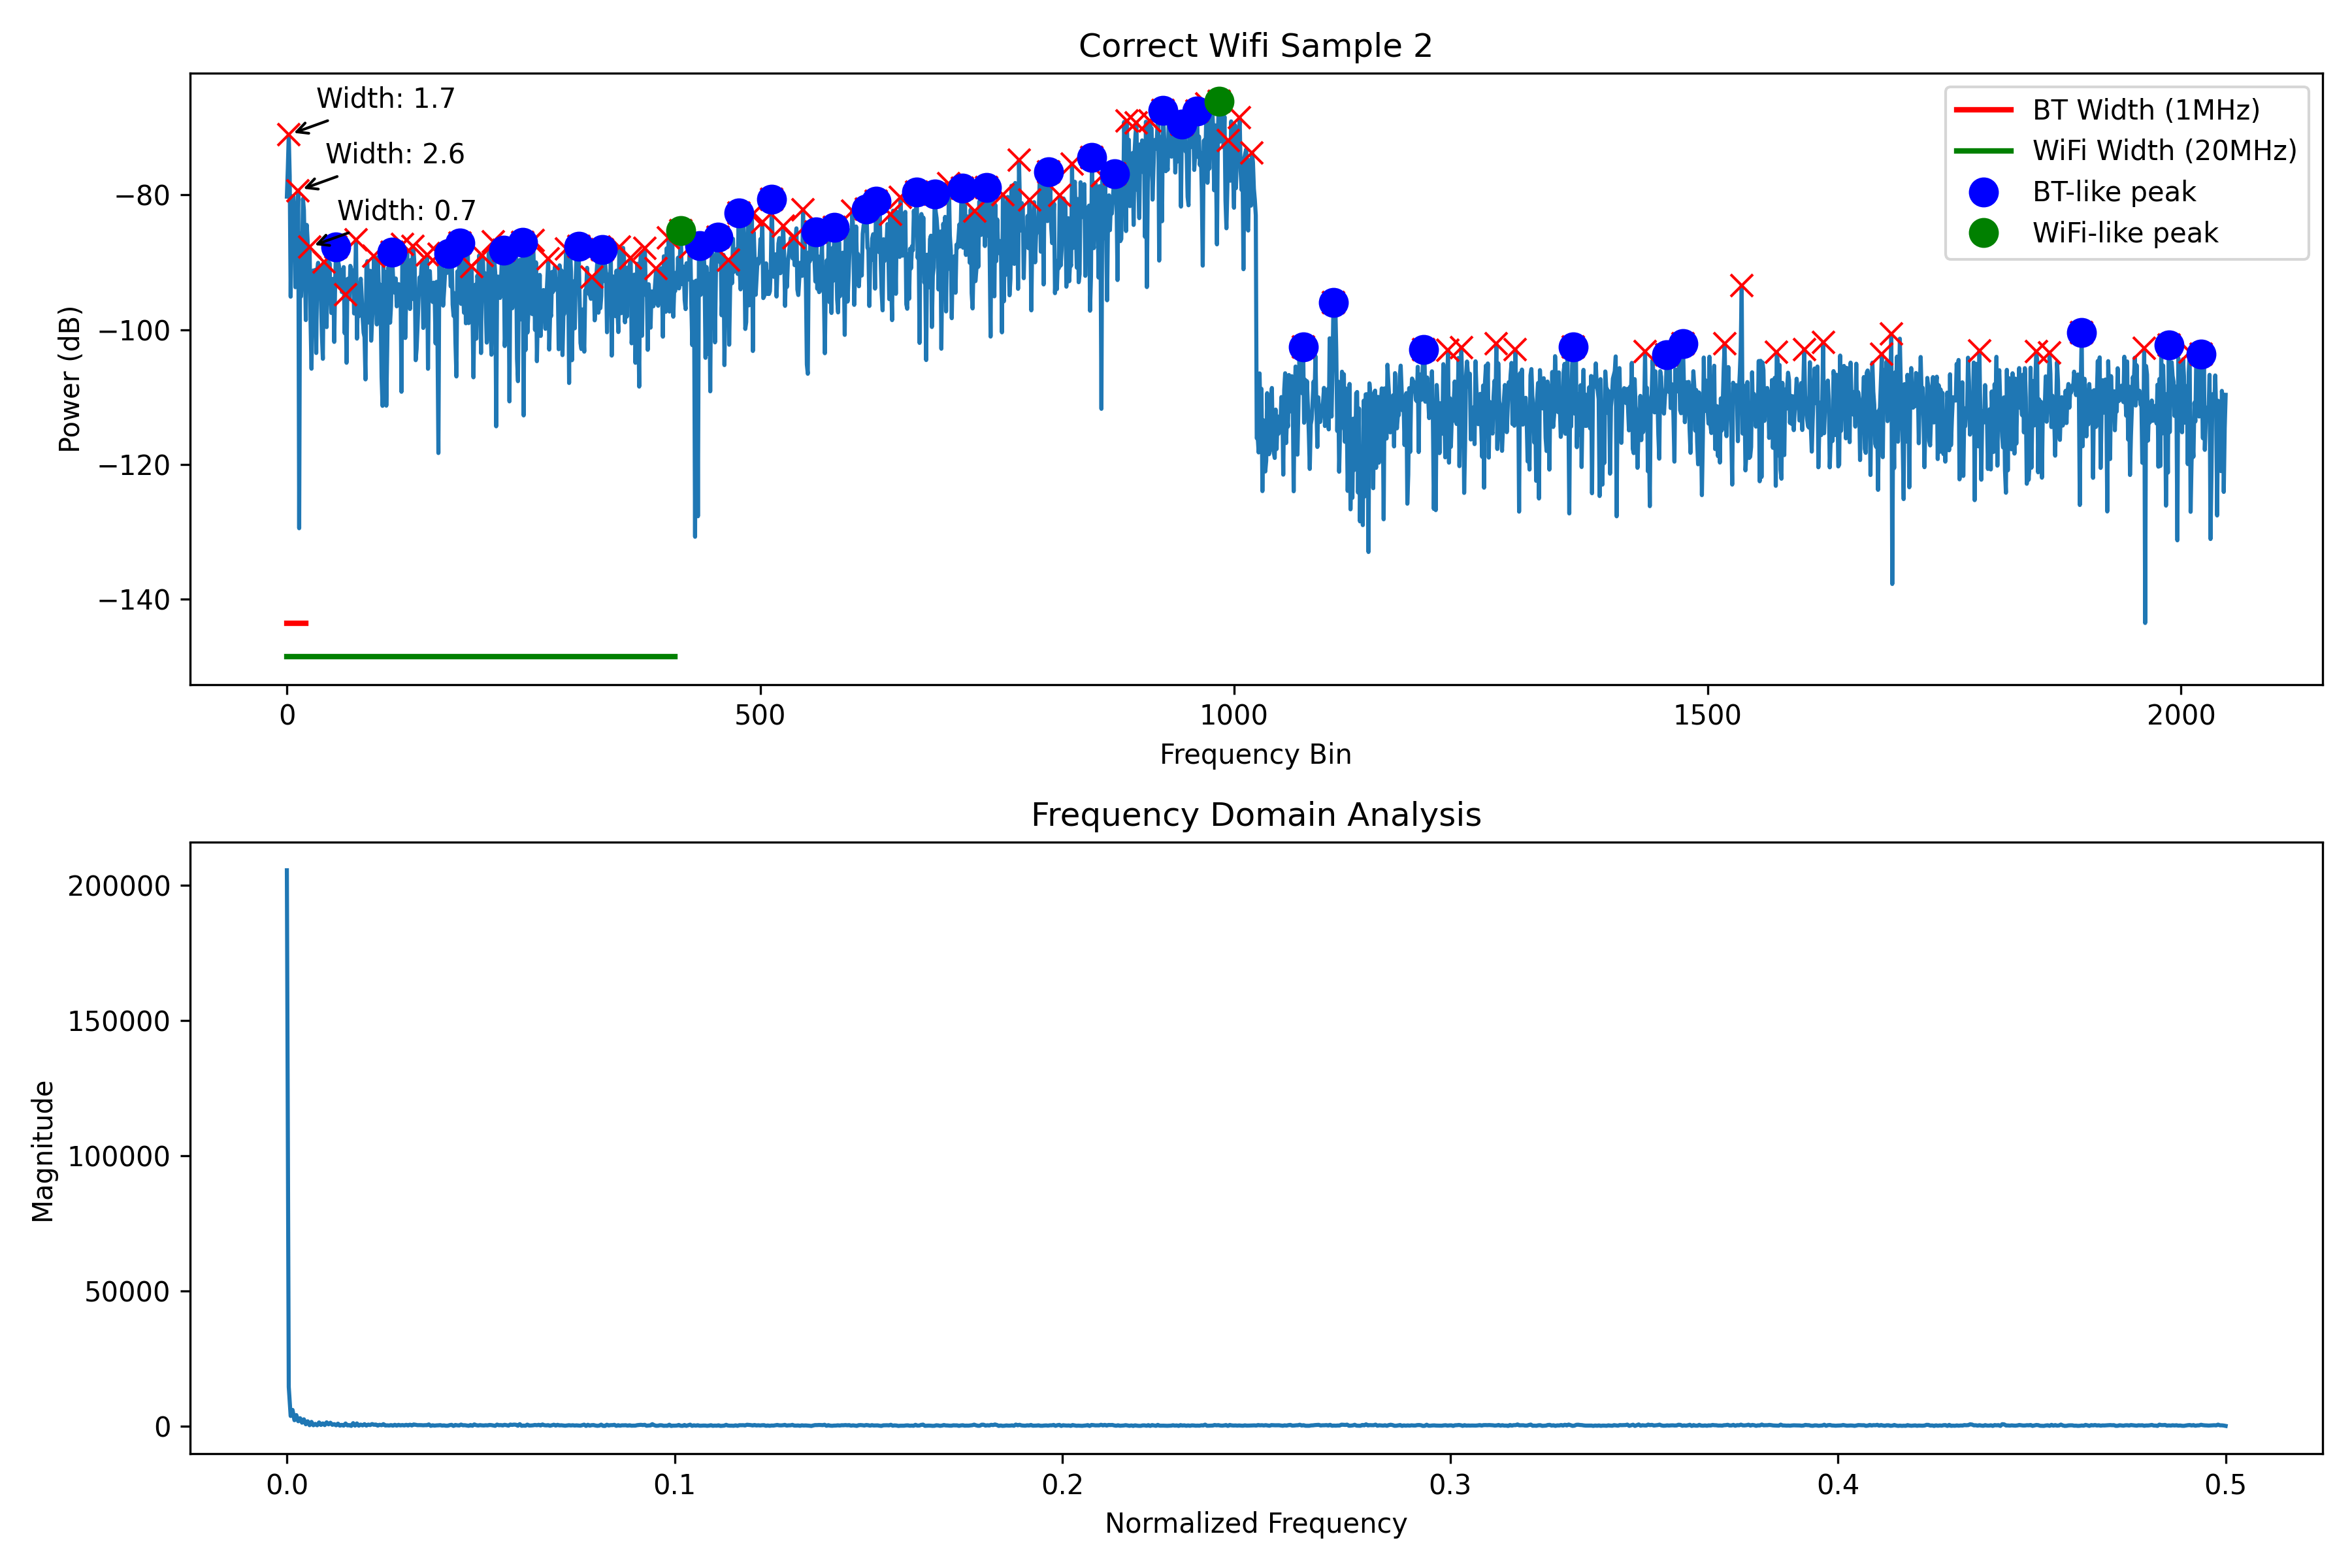 Correct Wifi Sample 2
Width: 1.7
Width: 2.6
Width: 0.7
BT Width (1MHz)
WiFi Width (20MHz)
BT-like peak
WiFi-like peak
Power (dB)
−80
−100
−120
−140
0 500 1000 1500 2000
Frequency Bin
Frequency Domain Analysis
Magnitude
200000
150000
100000
50000
0
0.0 0.1 0.2 0.3 0.4 0.5
Normalized Frequency